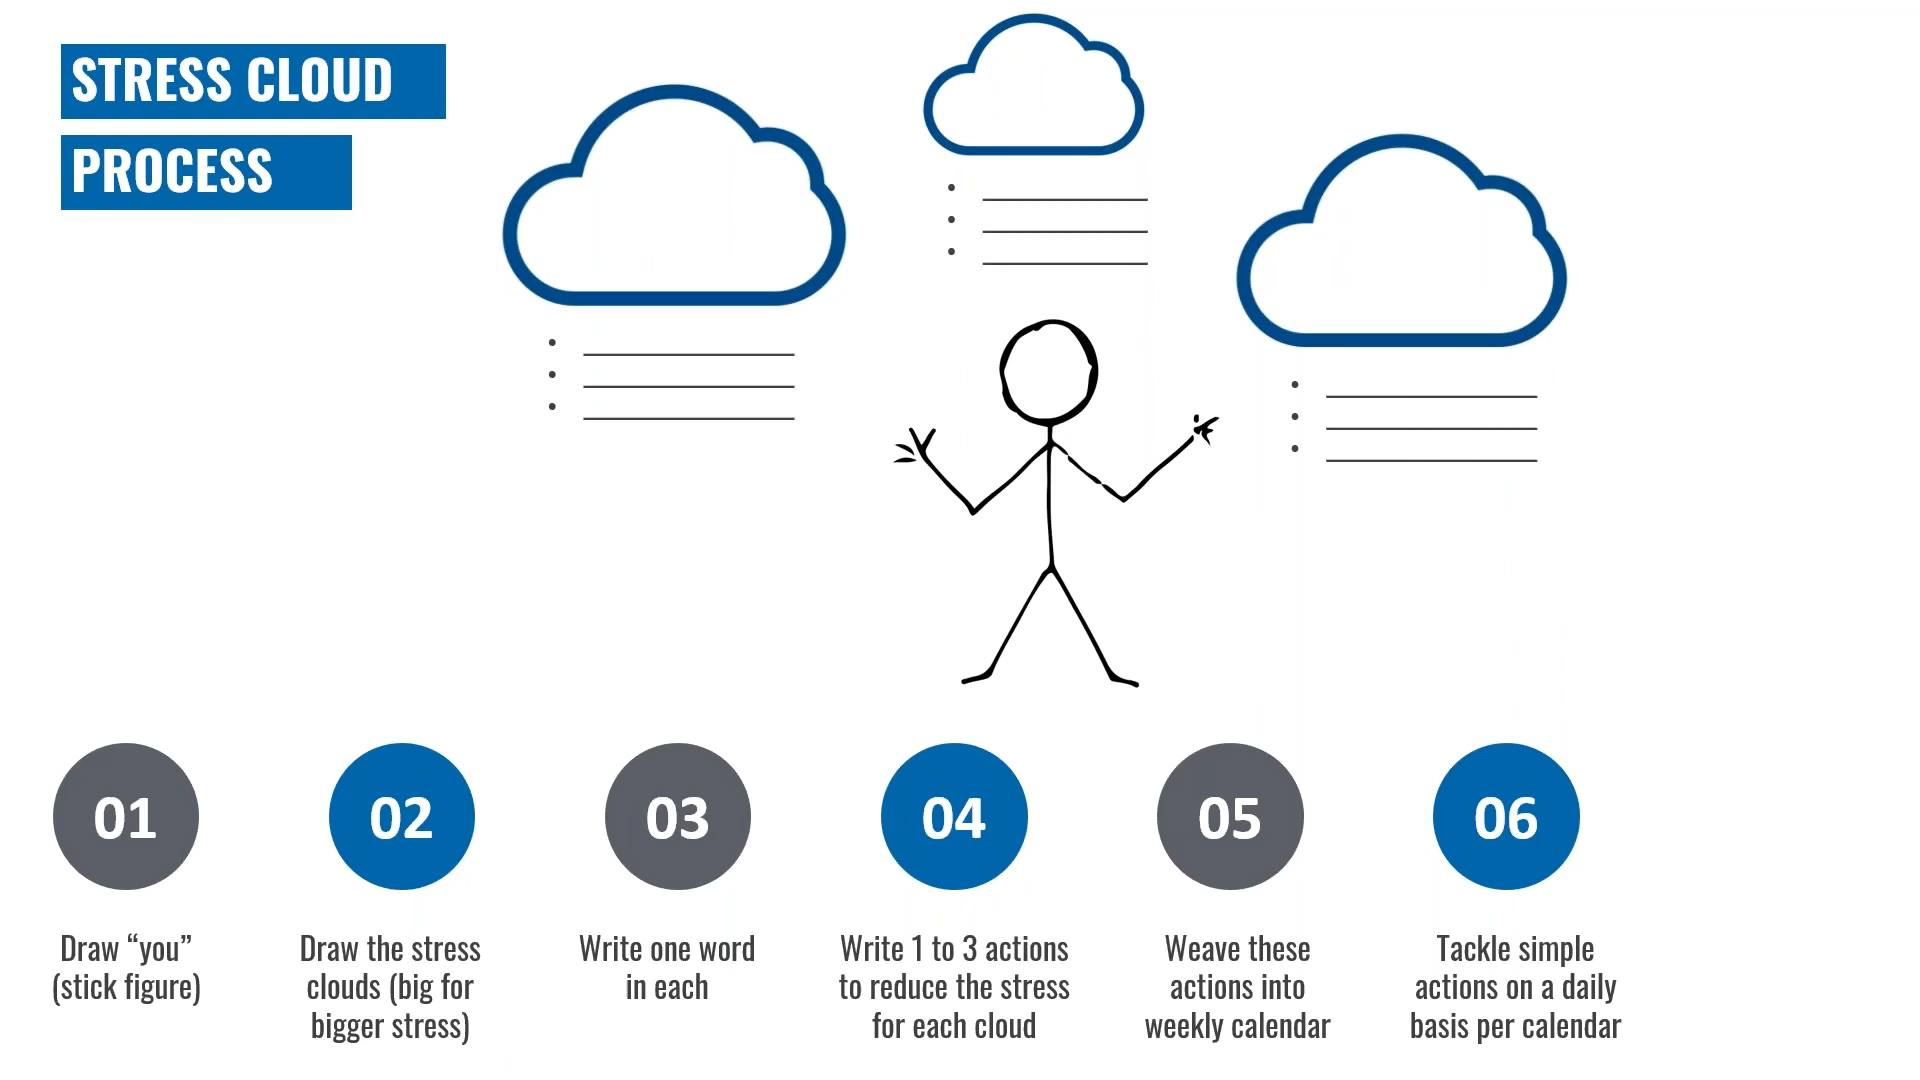 STRESS CLOUD
PROCESS
01
Draw “you”
(stick figure)
02
Draw the stress
clouds (big for
bigger stress)
03
Write one word
in each
04
Write 1 to 3 actions
to reduce the stress
for each cloud
05
Weave these
actions into
weekly calendar
06
Tackle simple
actions on a daily
basis per calendar